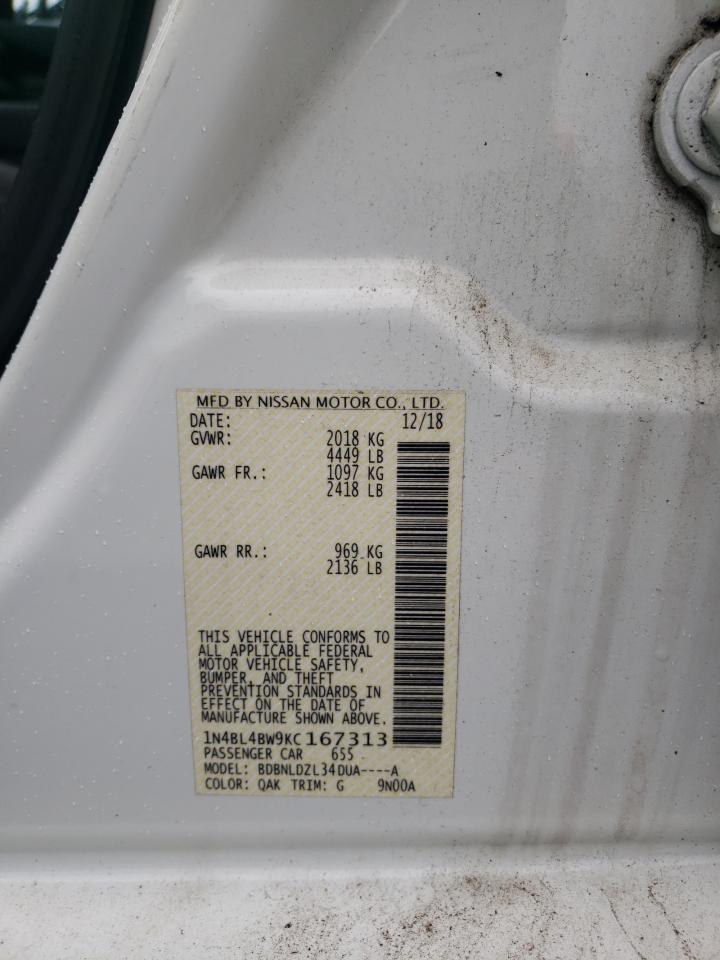 MFD BY NISSAN MOTOR CO., LTD.
DATE: 12/18
GVWR: 2018 KG
4449 LB
GAWR FR.: 1097 KG
2418 LB
GAWR RR.: 969 KG
2136 LB
THIS VEHICLE CONFORMS TO
ALL APPLICABLE FEDERAL
MOTOR VEHICLE SAFETY,
BUMPER, AND THEFT
PREVENTION STANDARDS IN
EFFECT ON THE DATE OF
MANUFACTURE SHOWN ABOVE.
1N4BL4BW9KC167313
PASSENGER CAR 655
MODEL: BDBNLDZL34DUA----A
COLOR: QAK TRIM: G 9N00A